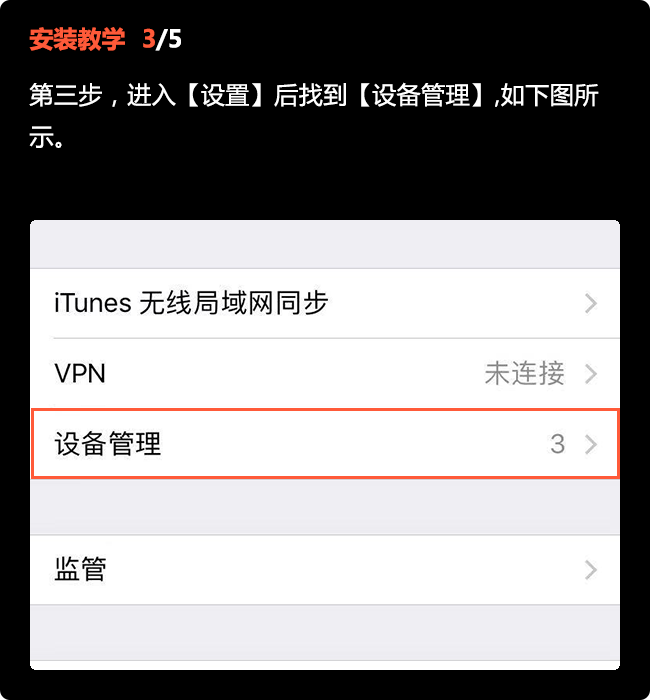 安装教学 3/5
第三步，进入【设置】后找到【设备管理】,如下图所
示。
iTunes 无线局域网同步
VPN 未连接
设备管理 3
监管